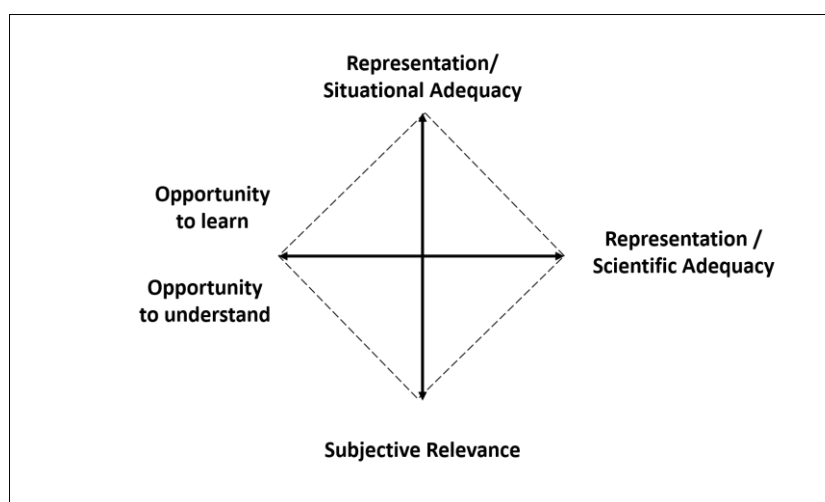 Representation/
Situational Adequacy
Opportunity
to learn
Opportunity
to understand
Representation /
Scientific Adequacy
Subjective Relevance